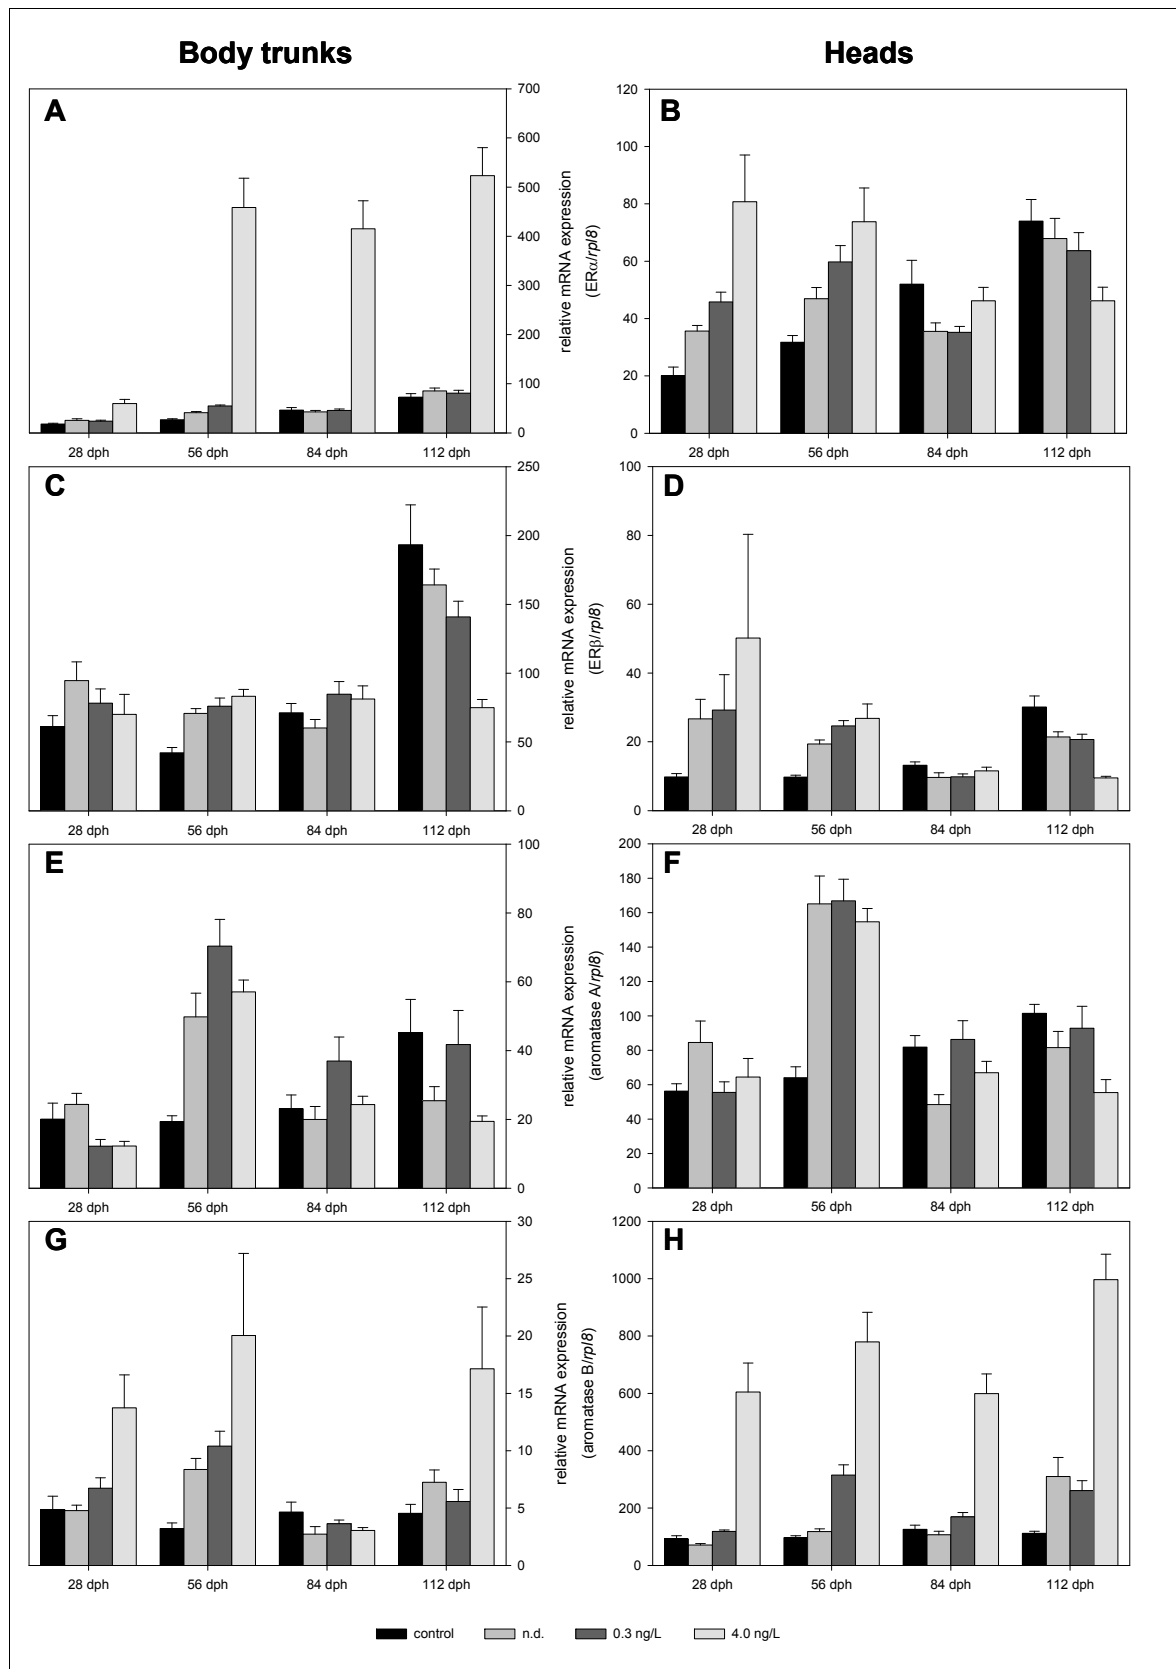 Body trunks
Heads
A
700
600
500
400
300
200
100
0
relative mRNA expression
(ERα/rpl8)
28 dph
56 dph
84 dph
112 dph
B
120
100
80
60
40
20
0
28 dph
56 dph
84 dph
112 dph
C
250
200
150
100
50
0
relative mRNA expression
(ERβ/rpl8)
28 dph
56 dph
84 dph
112 dph
D
100
80
60
40
20
0
28 dph
56 dph
84 dph
112 dph
E
100
80
60
40
20
0
relative mRNA expression
(aromatase A/rpl8)
28 dph
56 dph
84 dph
112 dph
F
200
180
160
140
120
100
80
60
40
20
0
28 dph
56 dph
84 dph
112 dph
G
30
25
20
15
10
5
0
relative mRNA expression
(aromatase B/rpl8)
28 dph
56 dph
84 dph
112 dph
H
1200
1000
800
600
400
200
0
28 dph
56 dph
84 dph
112 dph
control
n.d.
0.3 ng/L
4.0 ng/L